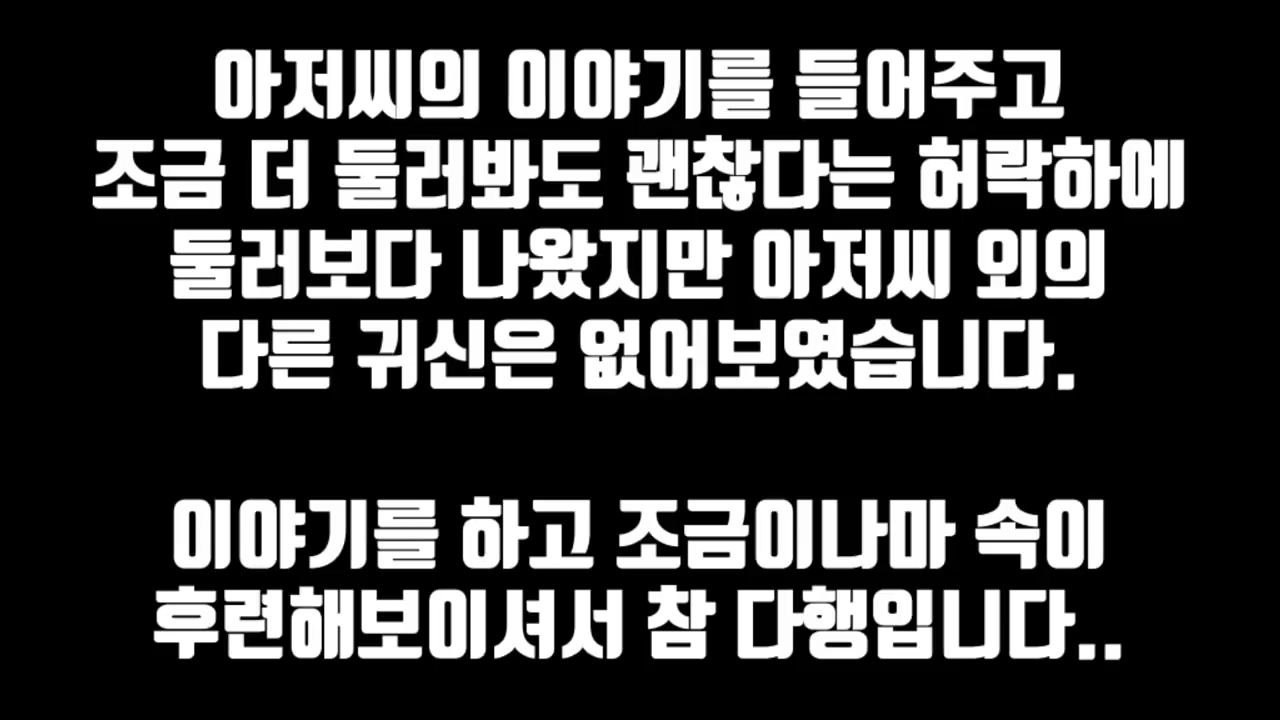 아저씨의 이야기를 들어주고
조금 더 둘러봐도 괜찮다는 허락하에
둘러보다 나왔지만 아저씨 외의
다른 귀신은 없어보였습니다.
이야기를 하고 조금이나마 속이
후련해보이셔서 참 다행입니다..